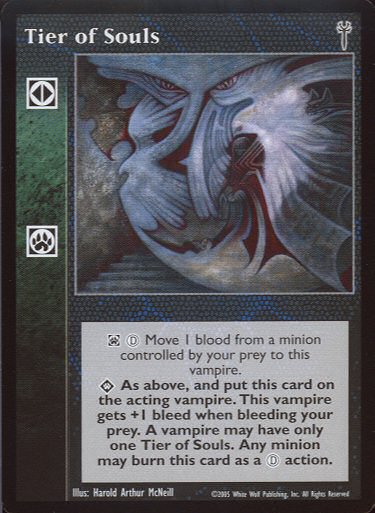 Tier of Souls
Ⓓ Move 1 blood from a minion
controlled by your prey to this
vampire.
As above, and put this card on
the acting vampire. This vampire
gets +1 bleed when bleeding your
prey. A vampire may have only
one Tier of Souls. Any minion
may burn this card as a Ⓓ action.
Illus: Harold Arthur McNeill
©2005 White Wolf Publishing, Inc. All Rights Reserved